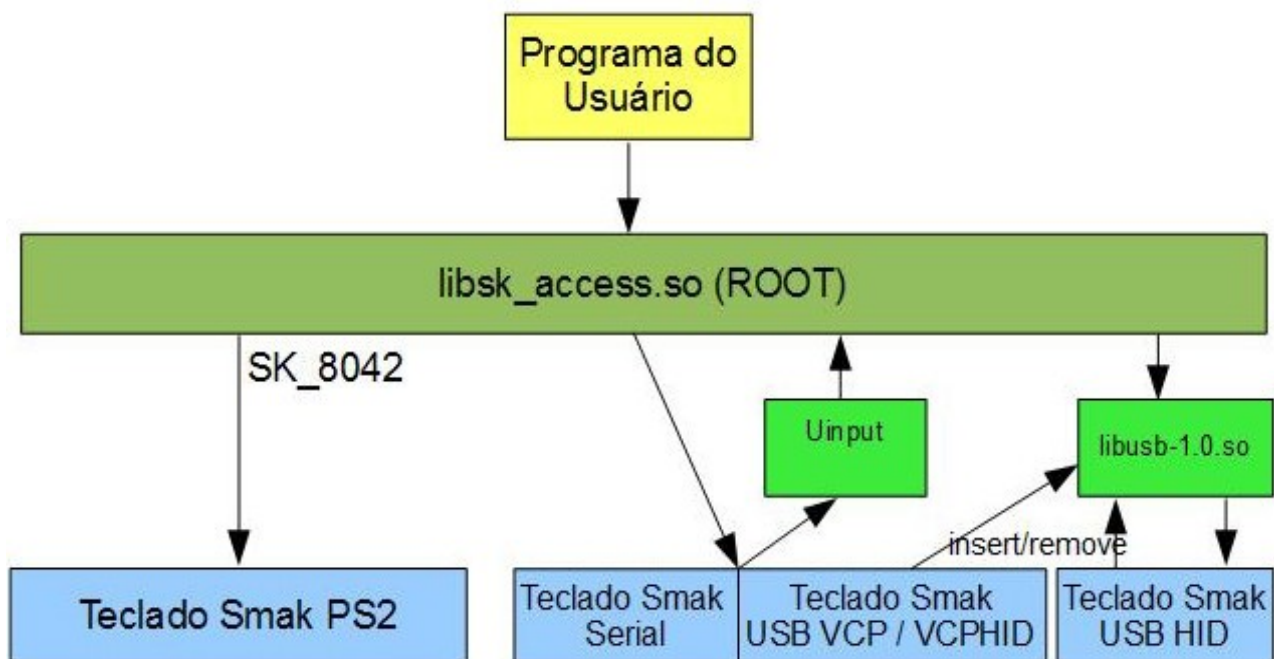 Programa do
Usuário
libsk_access.so (ROOT)
SK_8042
Uinput
libusb-1.0.so
insert/remove
Teclado Smak PS2
Teclado Smak
Serial
Teclado Smak
USB VCP / VCPHID
Teclado Smak
USB HID